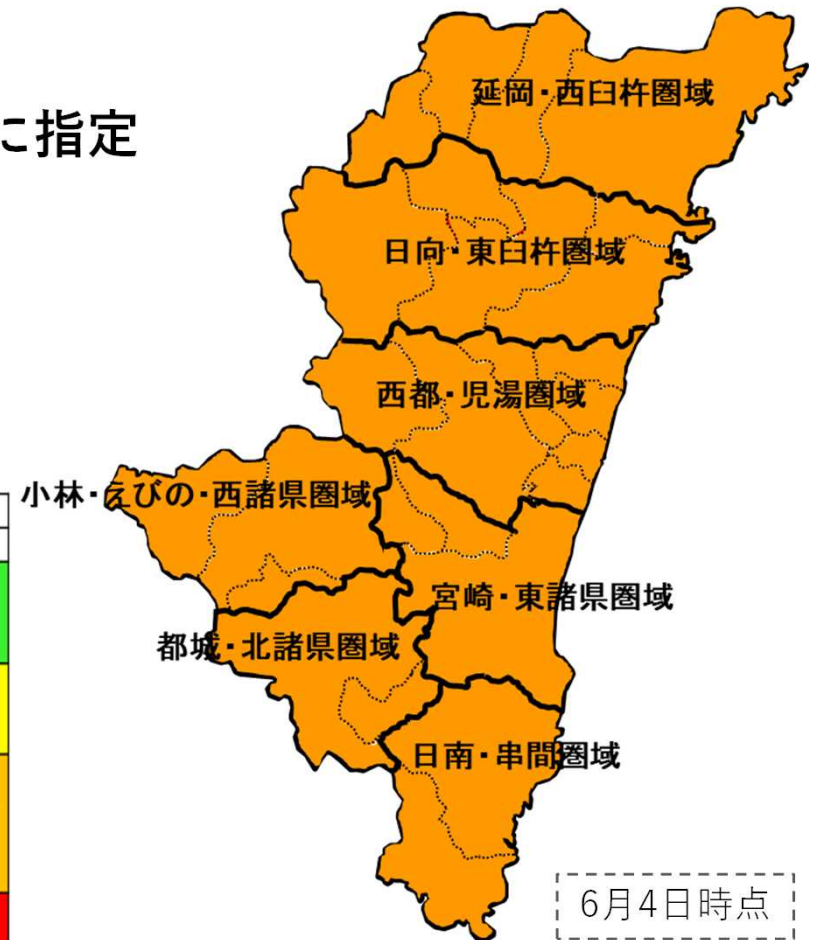 に指定
延岡・西臼杵圏域
日向・東臼杵圏域
西都・児湯圏域
小林・えびの・西諸県圏域
宮崎・東諸県圏域
都城・北諸県圏域
日南・串間圏域
6月4日時点